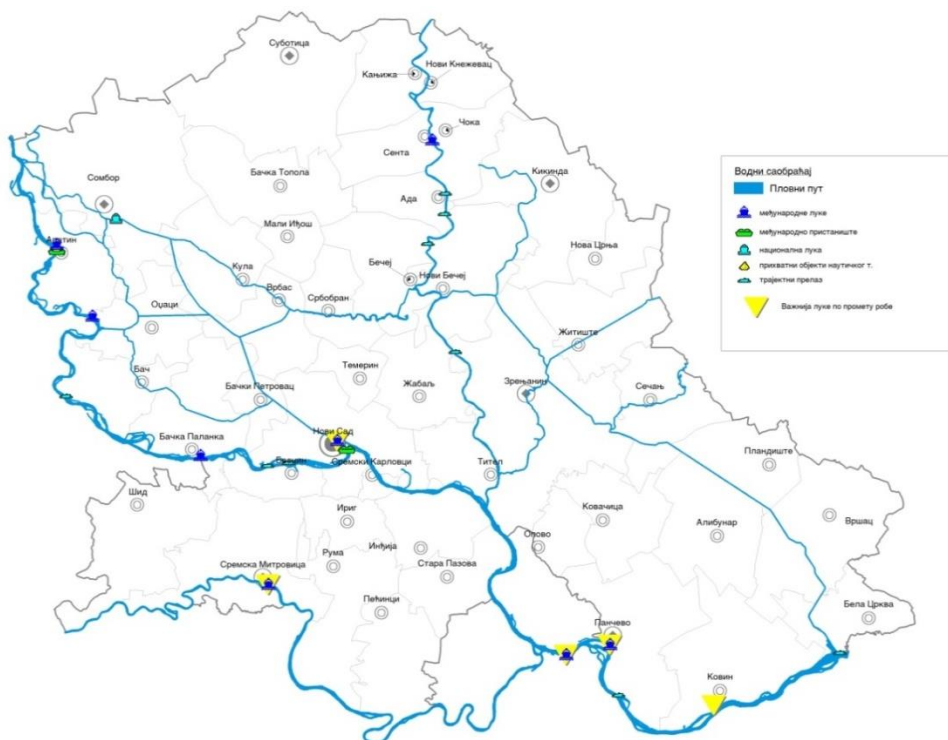 Суботица
Нови Кнежевац
Кањижа
Чока
Сента
Сомбор
Бачка Топола
Кикинда
Ада
Мали Иђош
Нова Црња
Апатин
Бечеј
Нови Бечеј
Кула
Врбас
Србобран
Оџаци
Житиште
Темерин
Бач
Жабаљ
Зрењанин
Сечањ
Бачки Петровац
Нови Сад
Бачка Паланка
Сремски Карловци
Тител
Пландиште
Шид
Ириг
Ковачица
Вршац
Алибунар
Инђија
Опово
Рума
Стара Пазова
Сремска Митровица
Пећинци
Бела Црква
Панчево
Ковин
Водни саобраћај
Пловни пут
међународне луке
међународно пристаниште
национална лука
прихватни објекти наутичког т.
трајектни прелаз
Важнија луке по промету робе